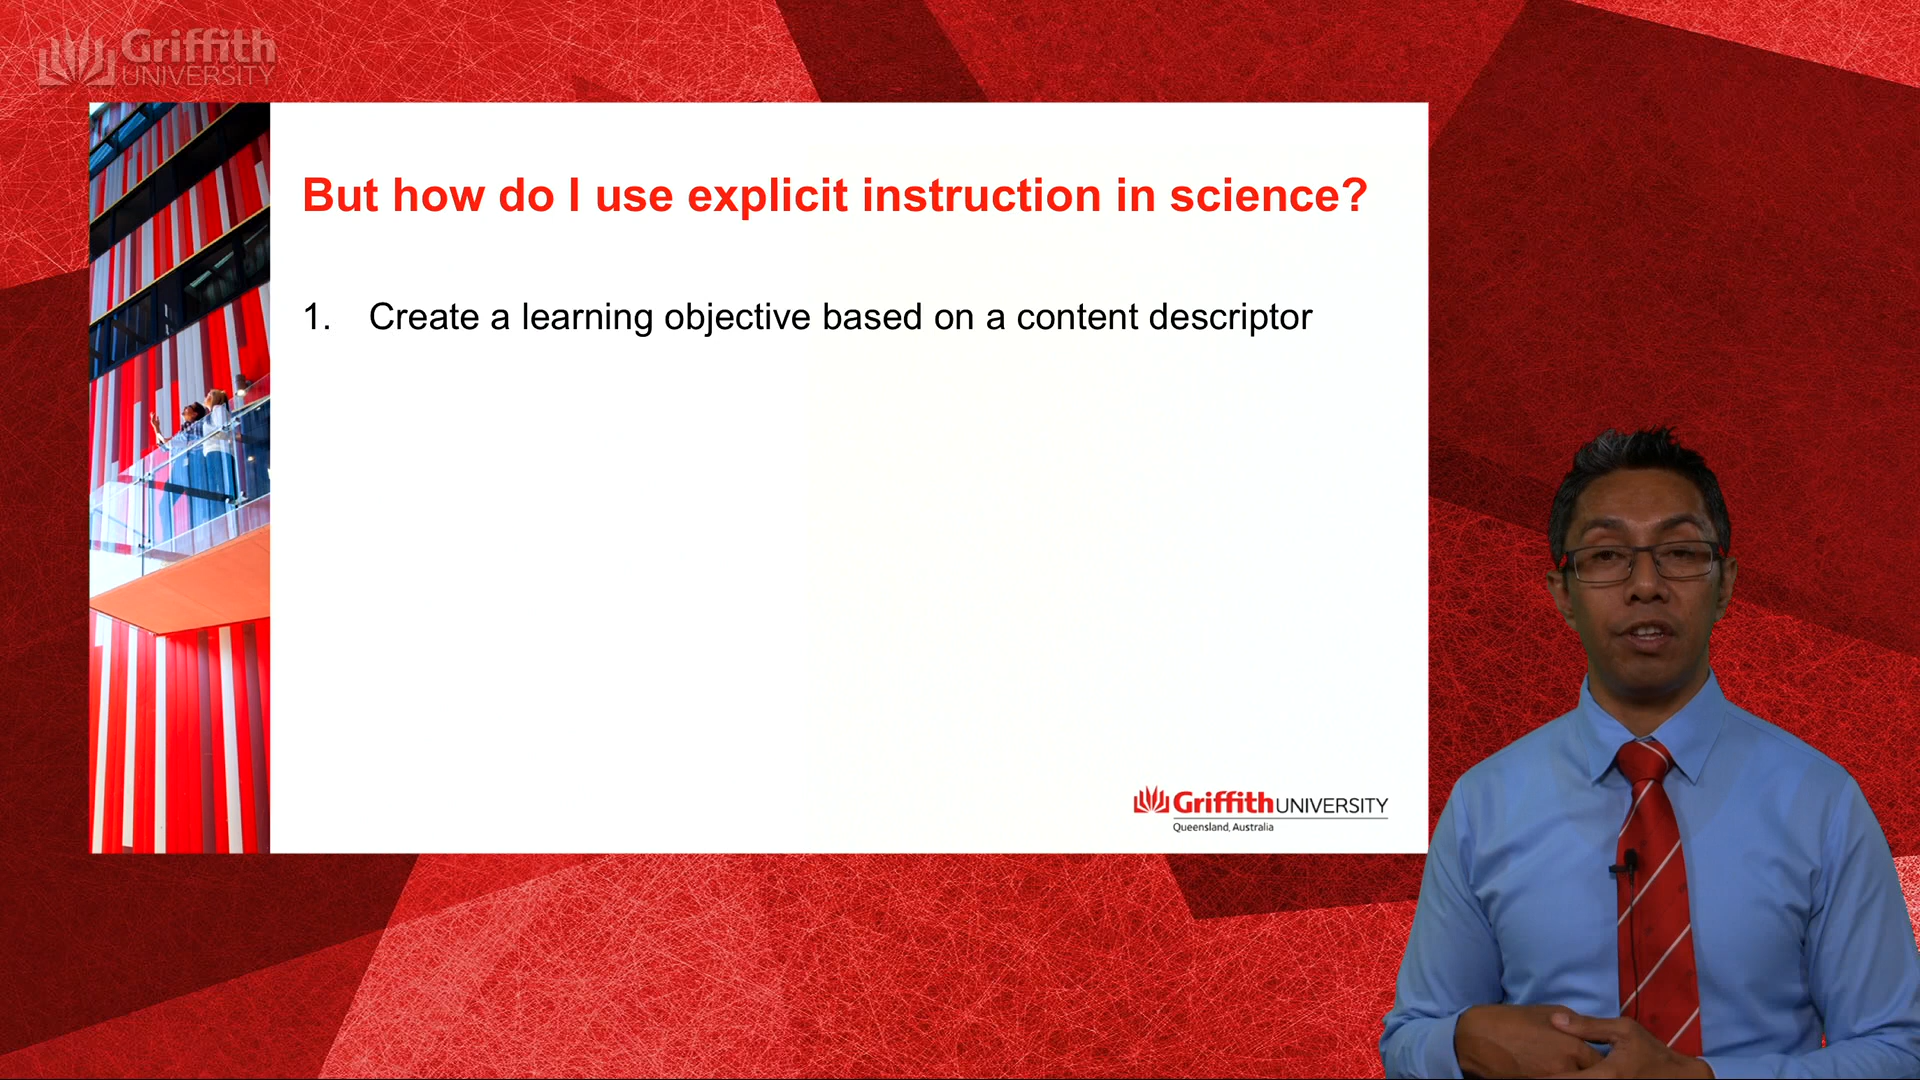 Griffith
UNIVERSITY
But how do I use explicit instruction in science?
1. Create a learning objective based on a content descriptor
Griffith UNIVERSITY
Queensland, Australia